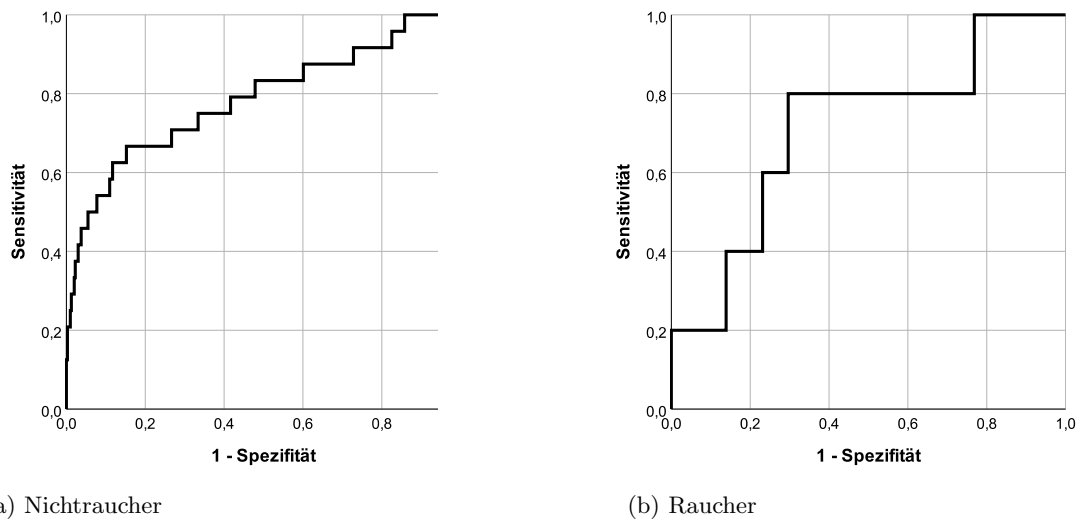 1,0
0,8
0,6
0,4
0,2
0,0
Sensitivität
0,0 0,2 0,4 0,6 0,8
1 - Spezifität
a) Nichtraucher
1,0
0,8
0,6
0,4
0,2
0,0
Sensitivität
0,0 0,2 0,4 0,6 0,8 1,0
1 - Spezifität
(b) Raucher